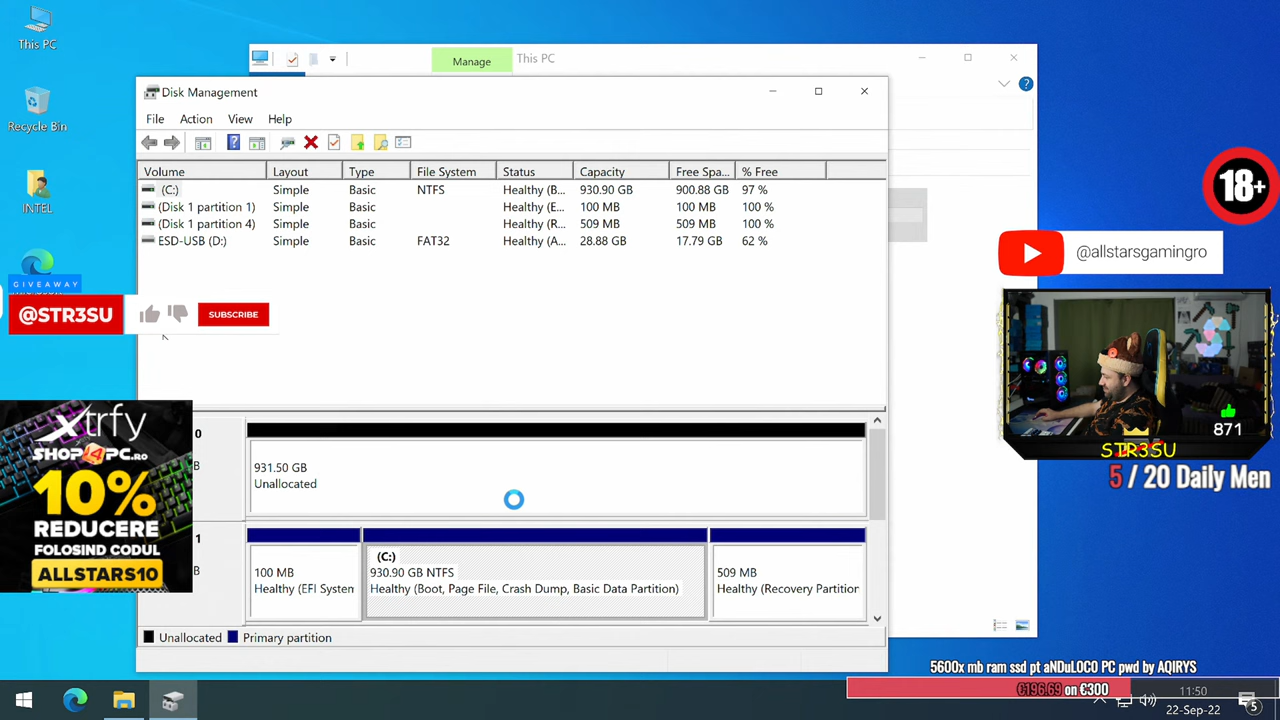 This PC
Recycle Bin
INTEL
GIVEAWAY
@STR3SU
SUBSCRIBE
Manage
This PC
Disk Management
File Action View Help
Volume Layout Type File System Status Capacity Free Spa... % Free
(C:) Simple Basic NTFS Healthy (B... 930.90 GB 900.88 GB 97 %
(Disk 1 partition 1) Simple Basic Healthy (E... 100 MB 100 MB 100 %
(Disk 1 partition 4) Simple Basic Healthy (R... 509 MB 509 MB 100 %
ESD-USB (D:) Simple Basic FAT32 Healthy (A... 28.88 GB 17.79 GB 62 %
0
B
931.50 GB
Unallocated
1
B
100 MB
Healthy (EFI System
(C:)
930.90 GB NTFS
Healthy (Boot, Page File, Crash Dump, Basic Data Partition)
509 MB
Healthy (Recovery Partition
Unallocated Primary partition
xtrfy
SHOP4PC.RO
10%
REDUCERE
FOLOSIND CODUL
ALLSTARS10
18+
@allstarsgamingro
871
STR3SU
5 / 20 Daily Men
5600x mb ram ssd pt aNDuLOCO PC pwd by AQIRYS
€196.69 on €300
11:50
22-Sep-22
5